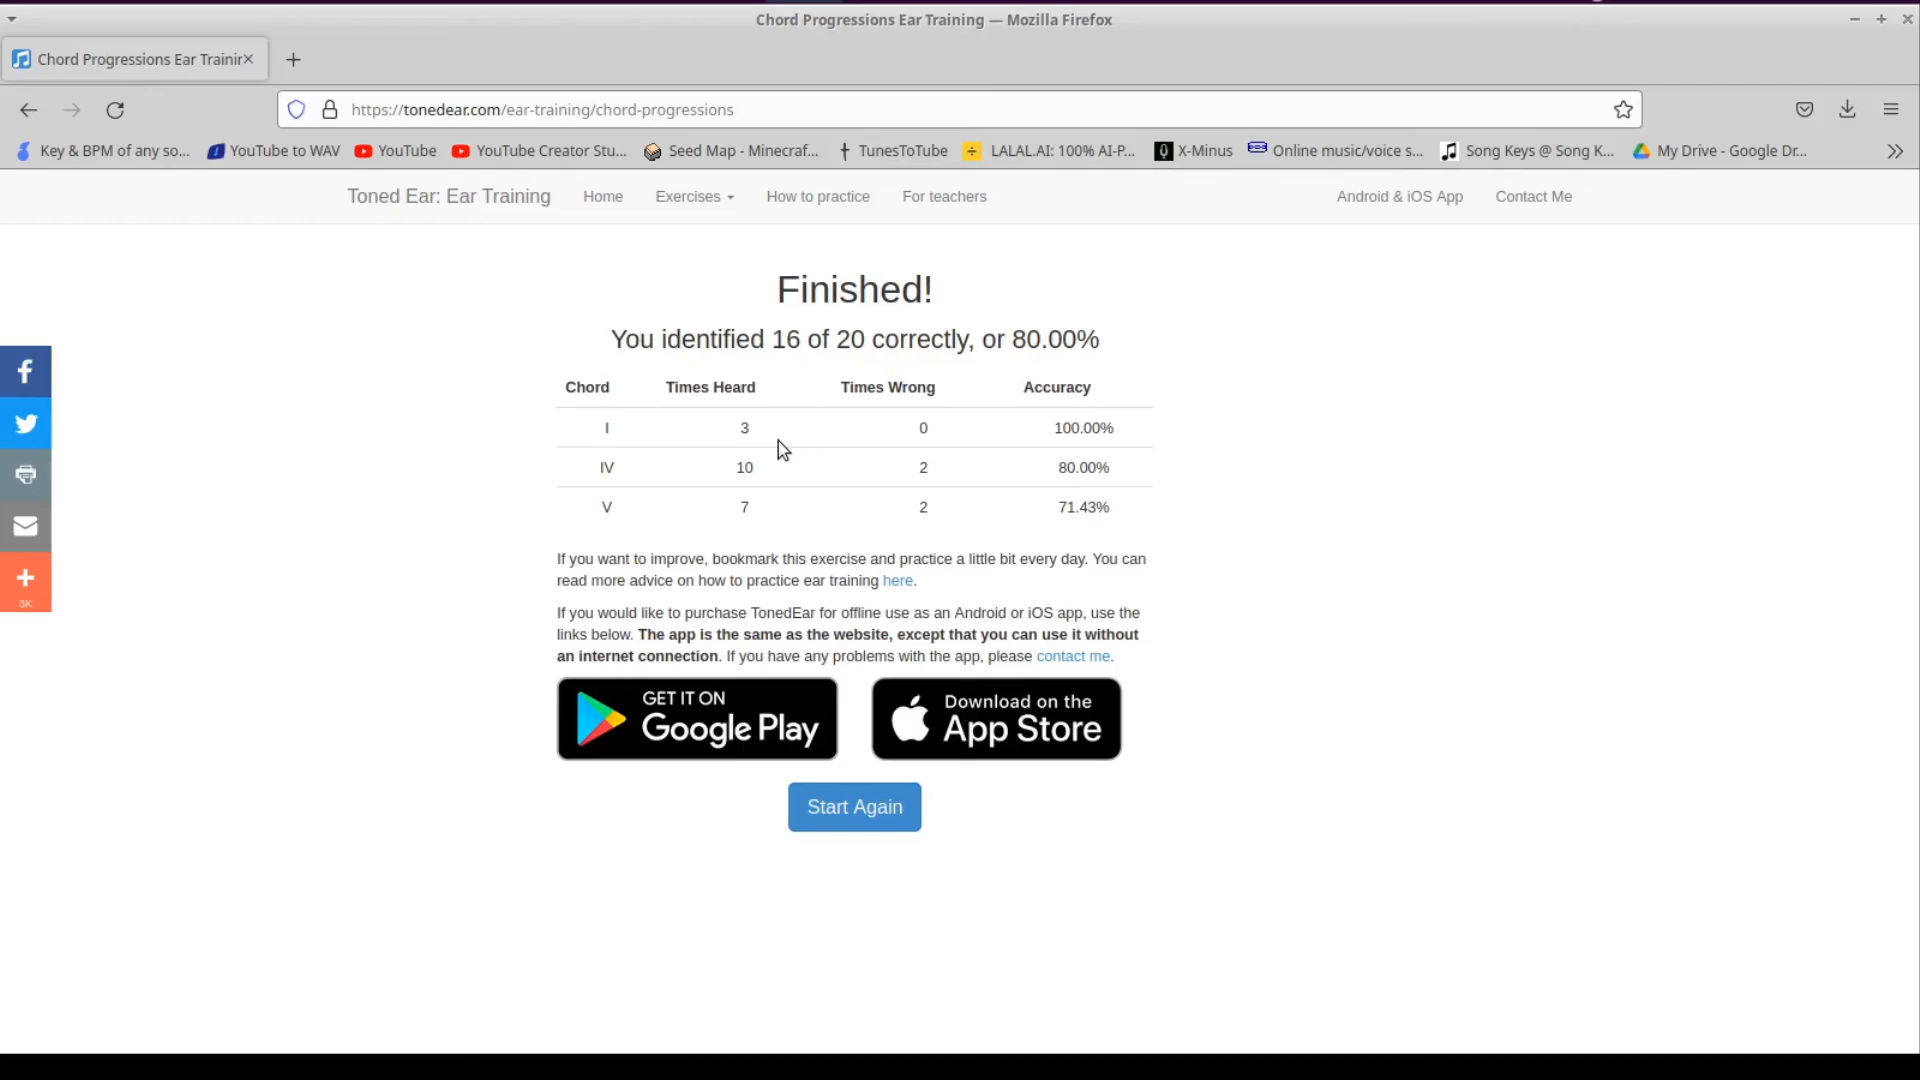 Chord Progressions Ear Training — Mozilla Firefox
Chord Progressions Ear Trainin
https://tonedear.com/ear-training/chord-progressions
Key & BPM of any so... YouTube to WAV YouTube YouTube Creator Stu... Seed Map - Minecraf... TunesToTube LALAL.AI: 100% AI-P... X-Minus Online music/voice s... Song Keys @ Song K... My Drive - Google Dr...
Toned Ear: Ear Training Home Exercises How to practice For teachers Android & iOS App Contact Me
Finished!
You identified 16 of 20 correctly, or 80.00%
Chord Times Heard Times Wrong Accuracy
I 3 0 100.00%
IV 10 2 80.00%
V 7 2 71.43%
If you want to improve, bookmark this exercise and practice a little bit every day. You can
read more advice on how to practice ear training here.
If you would like to purchase TonedEar for offline use as an Android or iOS app, use the
links below. The app is the same as the website, except that you can use it without
an internet connection. If you have any problems with the app, please contact me.
GET IT ON
Google Play
Download on the
App Store
Start Again
3K